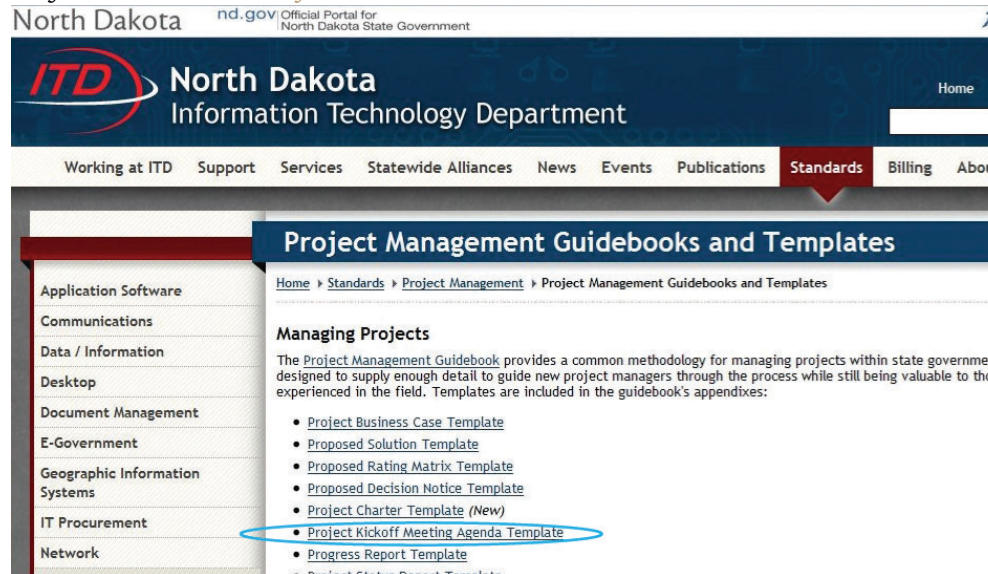 North Dakota nd.gov Official Portal for
North Dakota State Government
ITD North Dakota
Information Technology Department
Home
Working at ITD Support Services Statewide Alliances News Events Publications Standards Billing
Project Management Guidebooks and Templates
Home Standards Project Management Project Management Guidebooks and Templates
Application Software
Communications
Data / Information
Desktop
Document Management
E-Government
Geographic Information
Systems
IT Procurement
Network
Managing Projects
The Project Management Guidebook provides a common methodology for managing projects within state
designed to supply enough detail to guide new project managers through the process while still being valuable to
experienced in the field. Templates are included in the guidebook's appendixes:
• Project Business Case Template
• Proposed Solution Template
• Proposed Rating Matrix Template
• Proposed Decision Notice Template
• Project Charter Template (New)
• Project Kickoff Meeting Agenda Template
• Progress Report Template